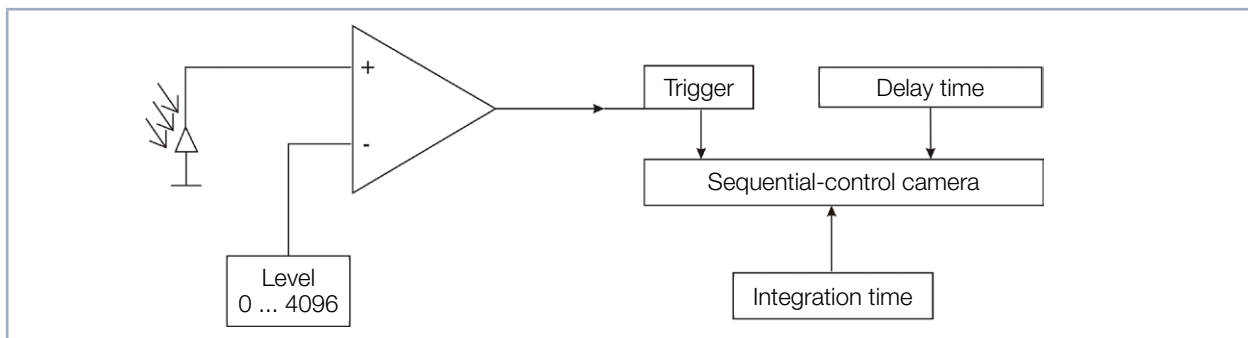 +
Trigger
Delay time
-
Sequential-control camera
Level
0 ... 4096
Integration time